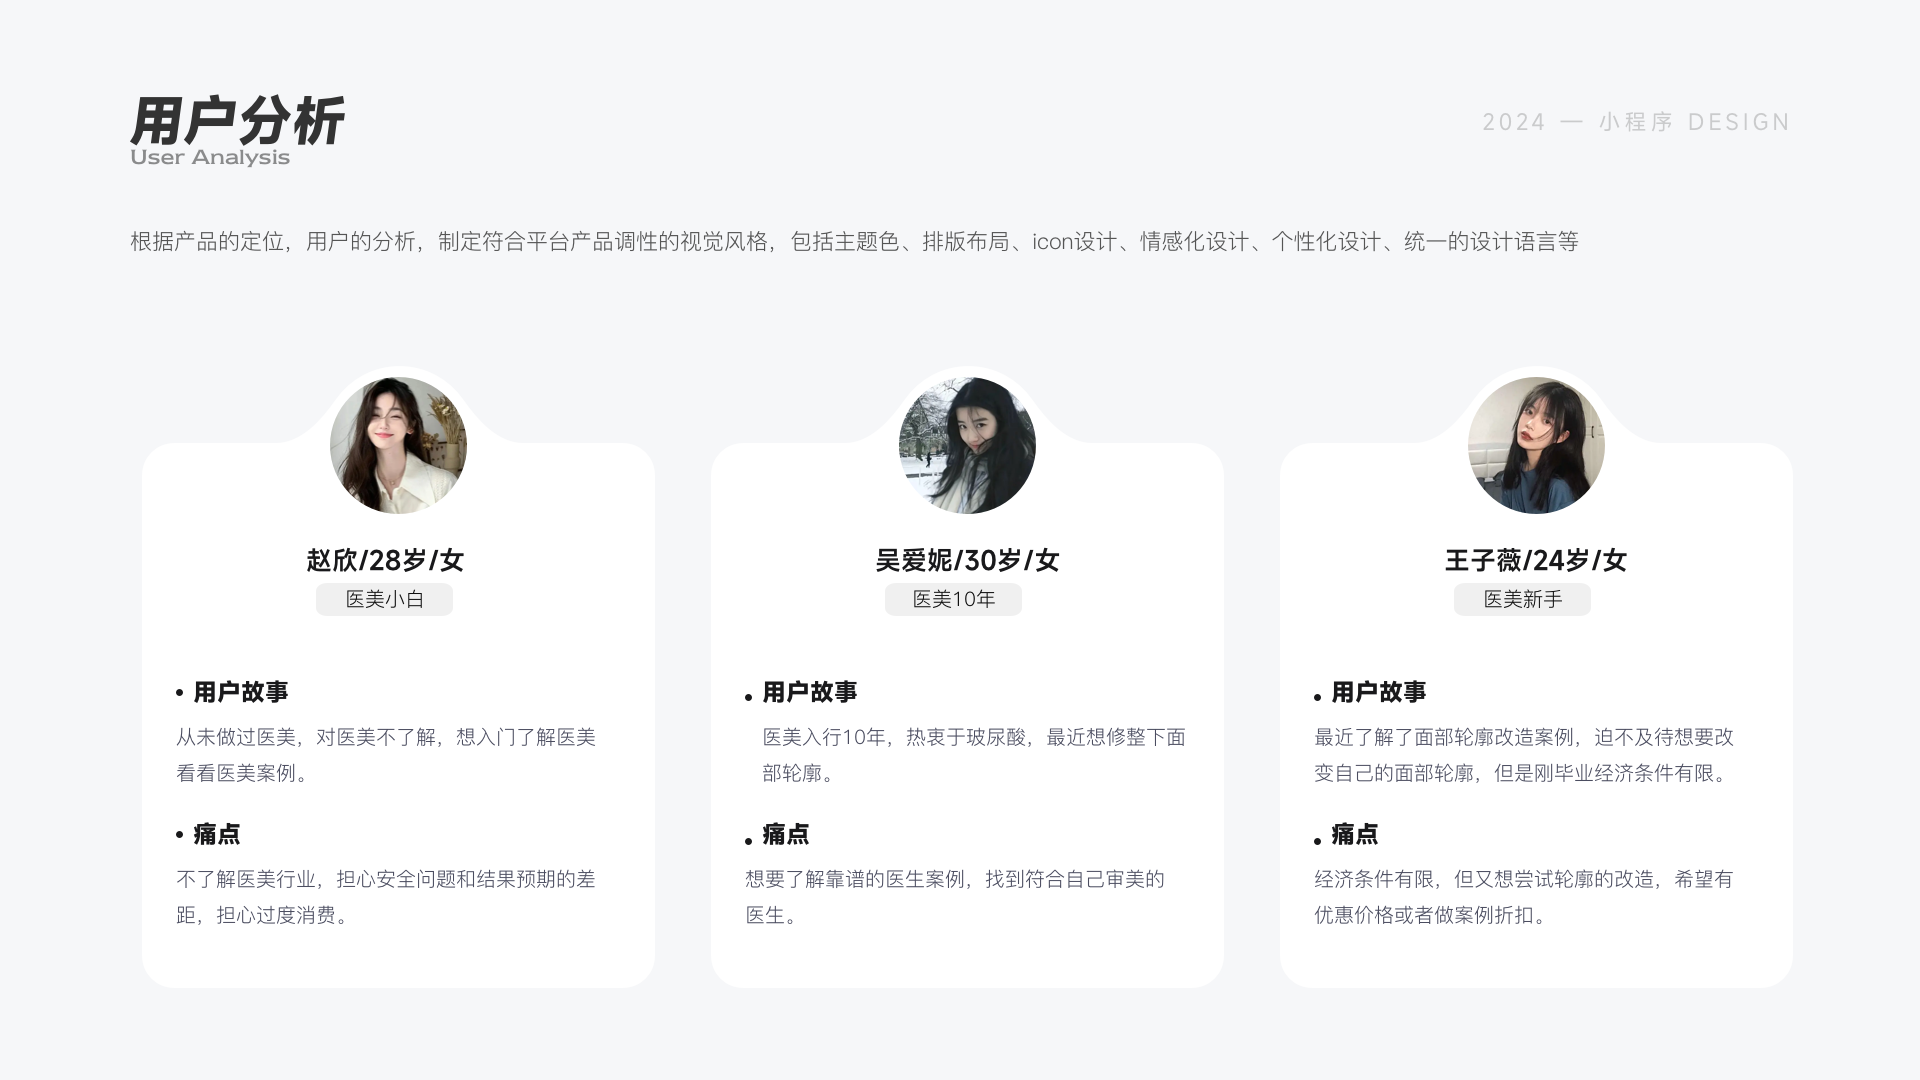 用户分析
User Analysis
2024 — 小程序 DESIGN
根据产品的定位，用户的分析，制定符合平台产品调性的视觉风格，包括主题色、排版布局、icon设计、情感化设计、个性化设计、统一的设计语言等
赵欣/28岁/女
医美小白
• 用户故事
从未做过医美，对医美不了解，想入门了解医美
看看医美案例。
• 痛点
不了解医美行业，担心安全问题和结果预期的差
距，担心过度消费。
吴爱妮/30岁/女
医美10年
• 用户故事
医美入行10年，热衷于玻尿酸，最近想修整下面
部轮廓。
• 痛点
想要了解靠谱的医生案例，找到符合自己审美的
医生。
王子薇/24岁/女
医美新手
• 用户故事
最近了解了面部轮廓改造案例，迫不及待想要改
变自己的面部轮廓，但是刚毕业经济条件有限。
• 痛点
经济条件有限，但又想尝试轮廓的改造，希望有
优惠价格或者做案例折扣。